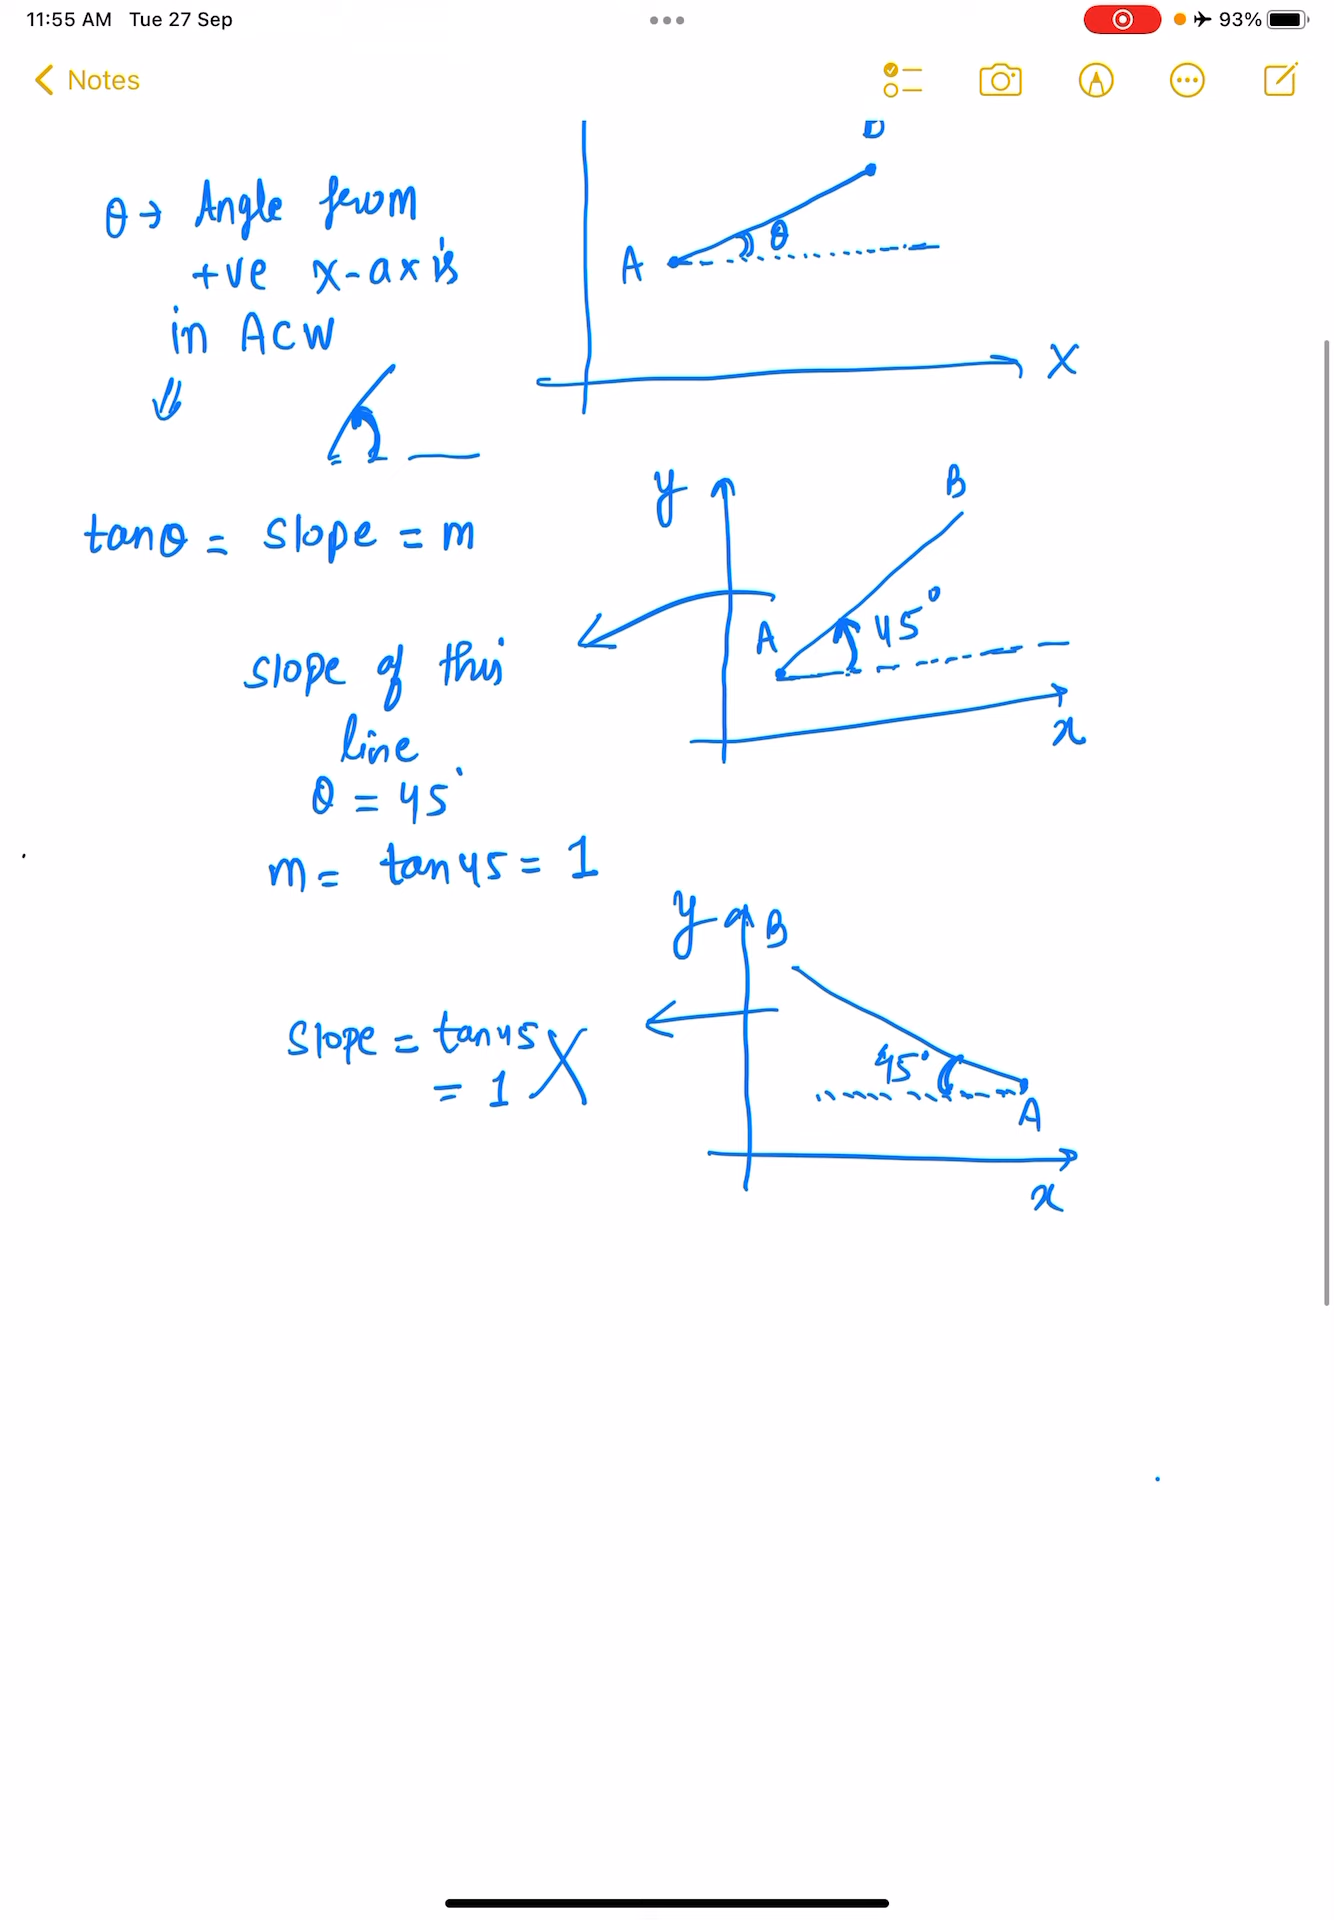 11:55 AM Tue 27 Sep
93%
Notes
θ → Angle from
+ve x-axis
in ACW
A
θ
X
tanθ = slope = m
y
B
A
45°
x
slope of this
line
θ = 45°
m = tan45 = 1
y
B
slope = tan45
= 1 X
45°
A
x